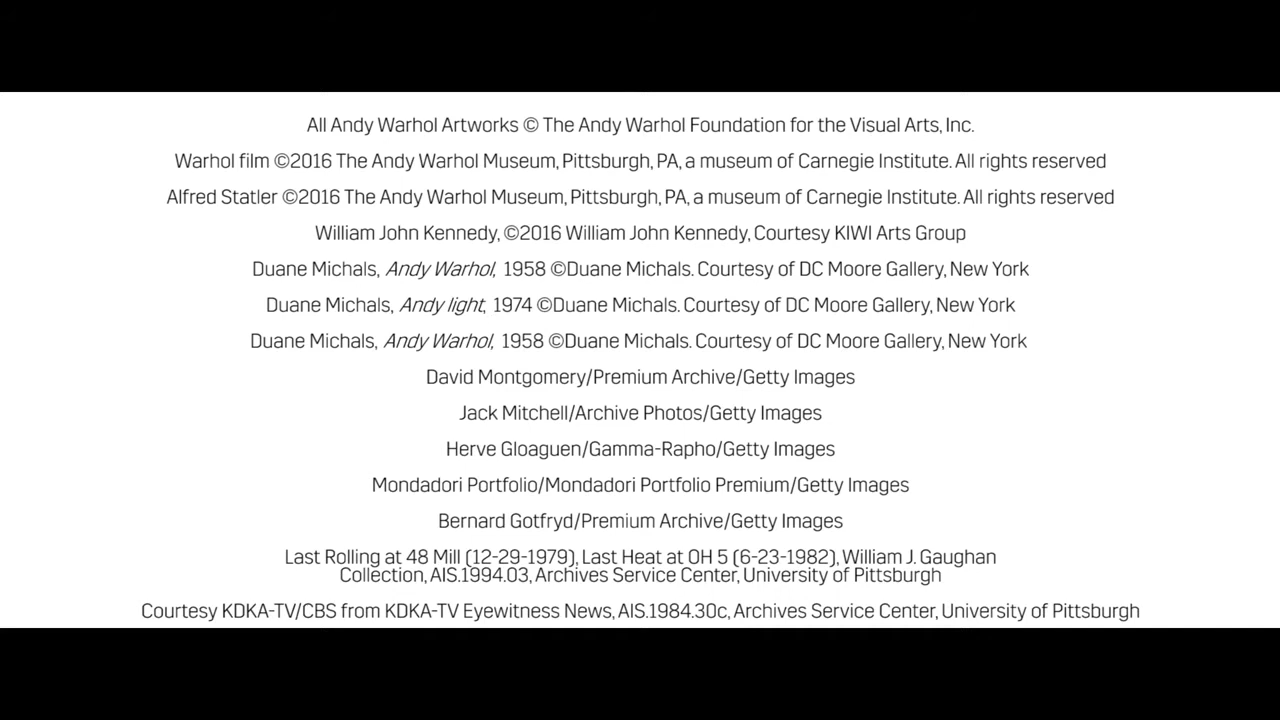 All Andy Warhol Artworks © The Andy Warhol Foundation for the Visual Arts, Inc.
Warhol film ©2016 The Andy Warhol Museum, Pittsburgh, PA, a museum of Carnegie Institute. All rights reserved
Alfred Statler ©2016 The Andy Warhol Museum, Pittsburgh, PA, a museum of Carnegie Institute. All rights reserved
William John Kennedy, ©2016 William John Kennedy, Courtesy KIWI Arts Group
Duane Michals, Andy Warhol, 1958 ©Duane Michals. Courtesy of DC Moore Gallery, New York
Duane Michals, Andy light, 1974 ©Duane Michals. Courtesy of DC Moore Gallery, New York
Duane Michals, Andy Warhol, 1958 ©Duane Michals. Courtesy of DC Moore Gallery, New York
David Montgomery/Premium Archive/Getty Images
Jack Mitchell/Archive Photos/Getty Images
Herve Gloaguen/Gamma-Rapho/Getty Images
Mondadori Portfolio/Mondadori Portfolio Premium/Getty Images
Bernard Gotfryd/Premium Archive/Getty Images
Last Rolling at 48 Mill (12-29-1979), Last Heat at OH 5 (6-23-1982), William J. Gaughan
Collection, AIS.1994.03, Archives Service Center, University of Pittsburgh
Courtesy KDKA-TV/CBS from KDKA-TV Eyewitness News, AIS.1984.30c, Archives Service Center, University of Pittsburgh